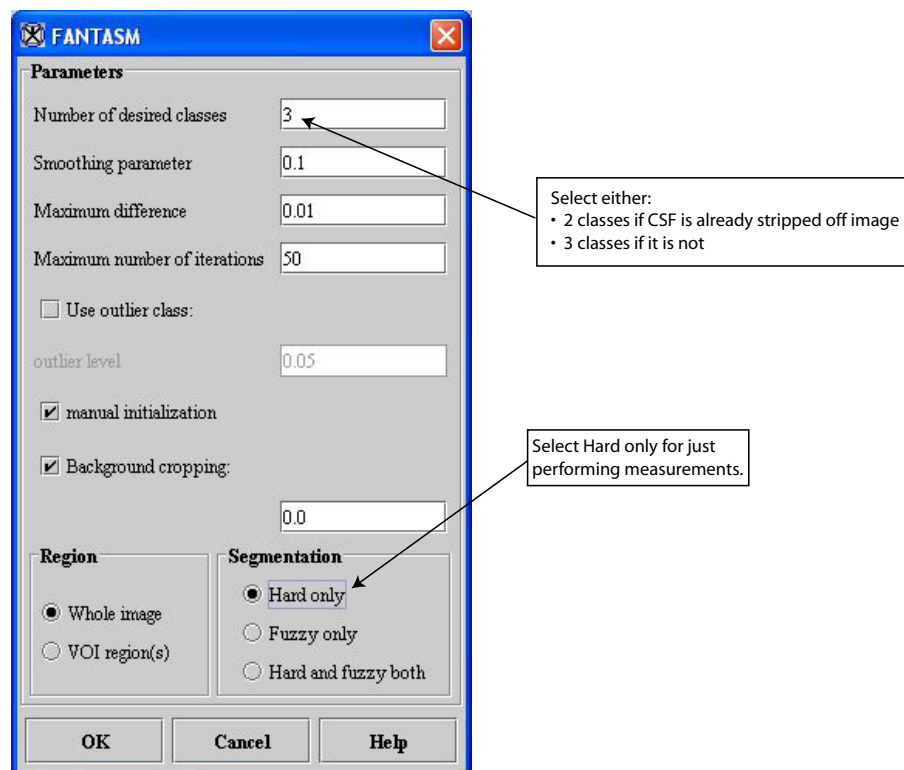 FANTASM
Parameters
Number of desired classes 3
Smoothing parameter 0.1
Maximum difference 0.01
Maximum number of iterations 50
Use outlier class:
outlier level 0.05
manual initialization
Background cropping:
0.0
Region
Whole image
VOI region(s)
Segmentation
Hard only
Fuzzy only
Hard and fuzzy both
OK Cancel Help
Select either:
• 2 classes if CSF is already stripped off image
• 3 classes if it is not
Select Hard only for just
performing measurements.